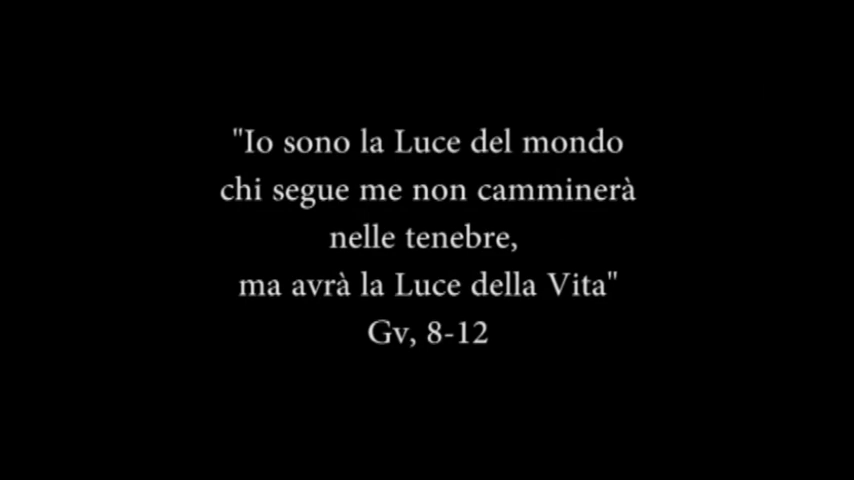 "Io sono la Luce del mondo
chi segue me non camminerà
nelle tenebre,
ma avrà la Luce della Vita"
Gv, 8-12